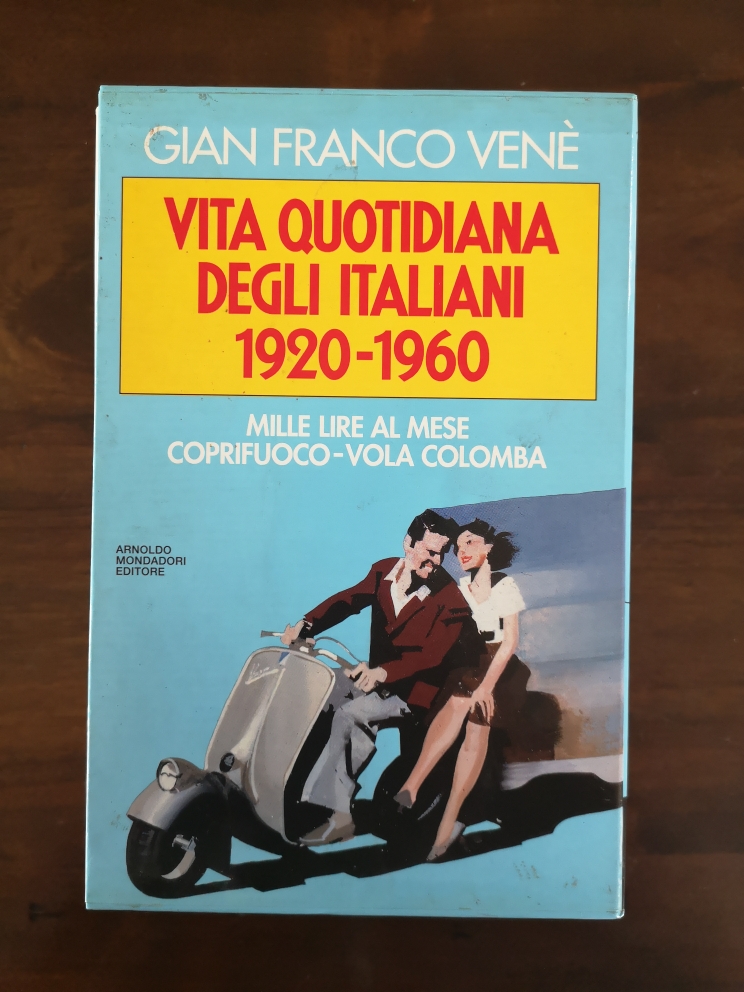 GIAN FRANCO VENÈ
VITA QUOTIDIANA
DEGLI ITALIANI
1920-1960
MILLE LIRE AL MESE
COPRIFUOCO-VOLA COLOMBA
ARNOLDO
MONDADORI
EDITORE